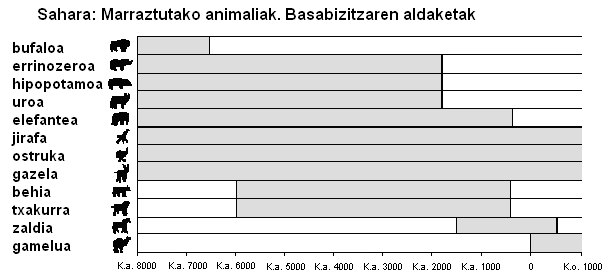 Sahara: Marraztutako animaliak. Basabizitzaren aldaketak
bufaloa
errinozeroa
hipopotamoa
uroa
elefantea
jirafa
ostruka
gazela
behia
txakurra
zaldia
gamelua
K.a. 8000 K.a. 7000 K.a. 6000 K.a. 5000 K.a. 4000 K.a. 3000 K.a. 2000 K.a. 1000 0 K.o. 1000